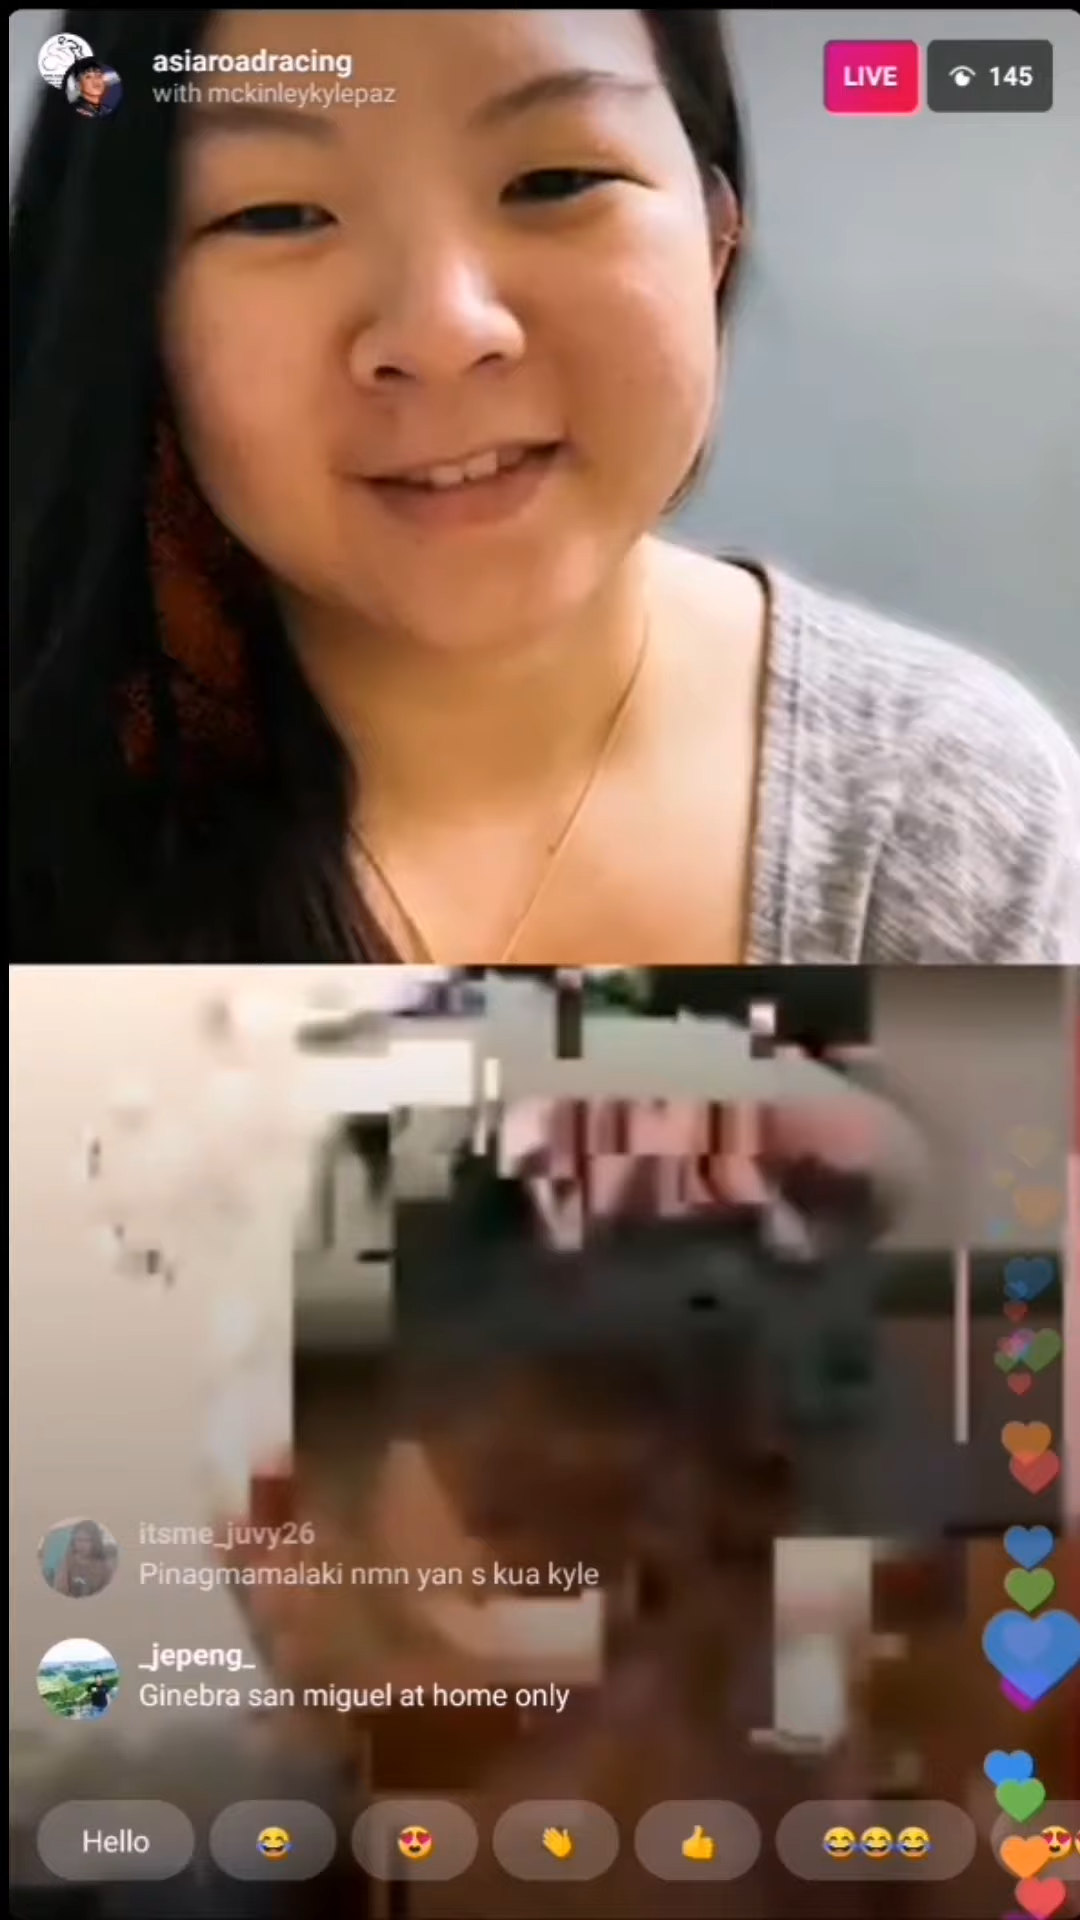 asiaroadracing
with mckinleykylepaz
LIVE
145
itsme_juvy26
Pinagmamalaki nmn yan s kua kyle
_jepeng_
Ginebra san miguel at home only
Hello